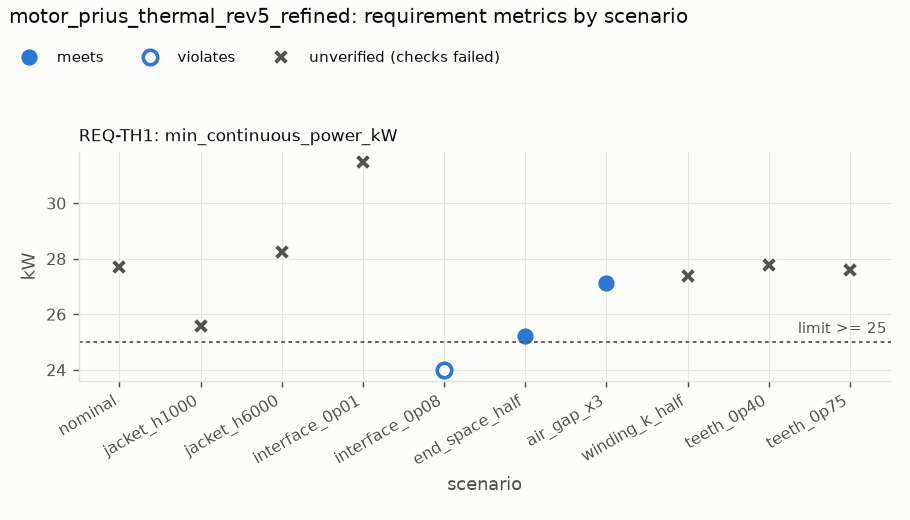 motor_prius_thermal_rev5_refined: requirement metrics by scenario
meets
violates
unverified (checks failed)
REQ-TH1: min_continuous_power_kW
30
28
26
24
kW
limit >= 25
nominal
jacket_h1000
jacket_h6000
interface_0p01
interface_0p08
end_space_half
air_gap_x3
winding_k_half
teeth_0p40
teeth_0p75
scenario